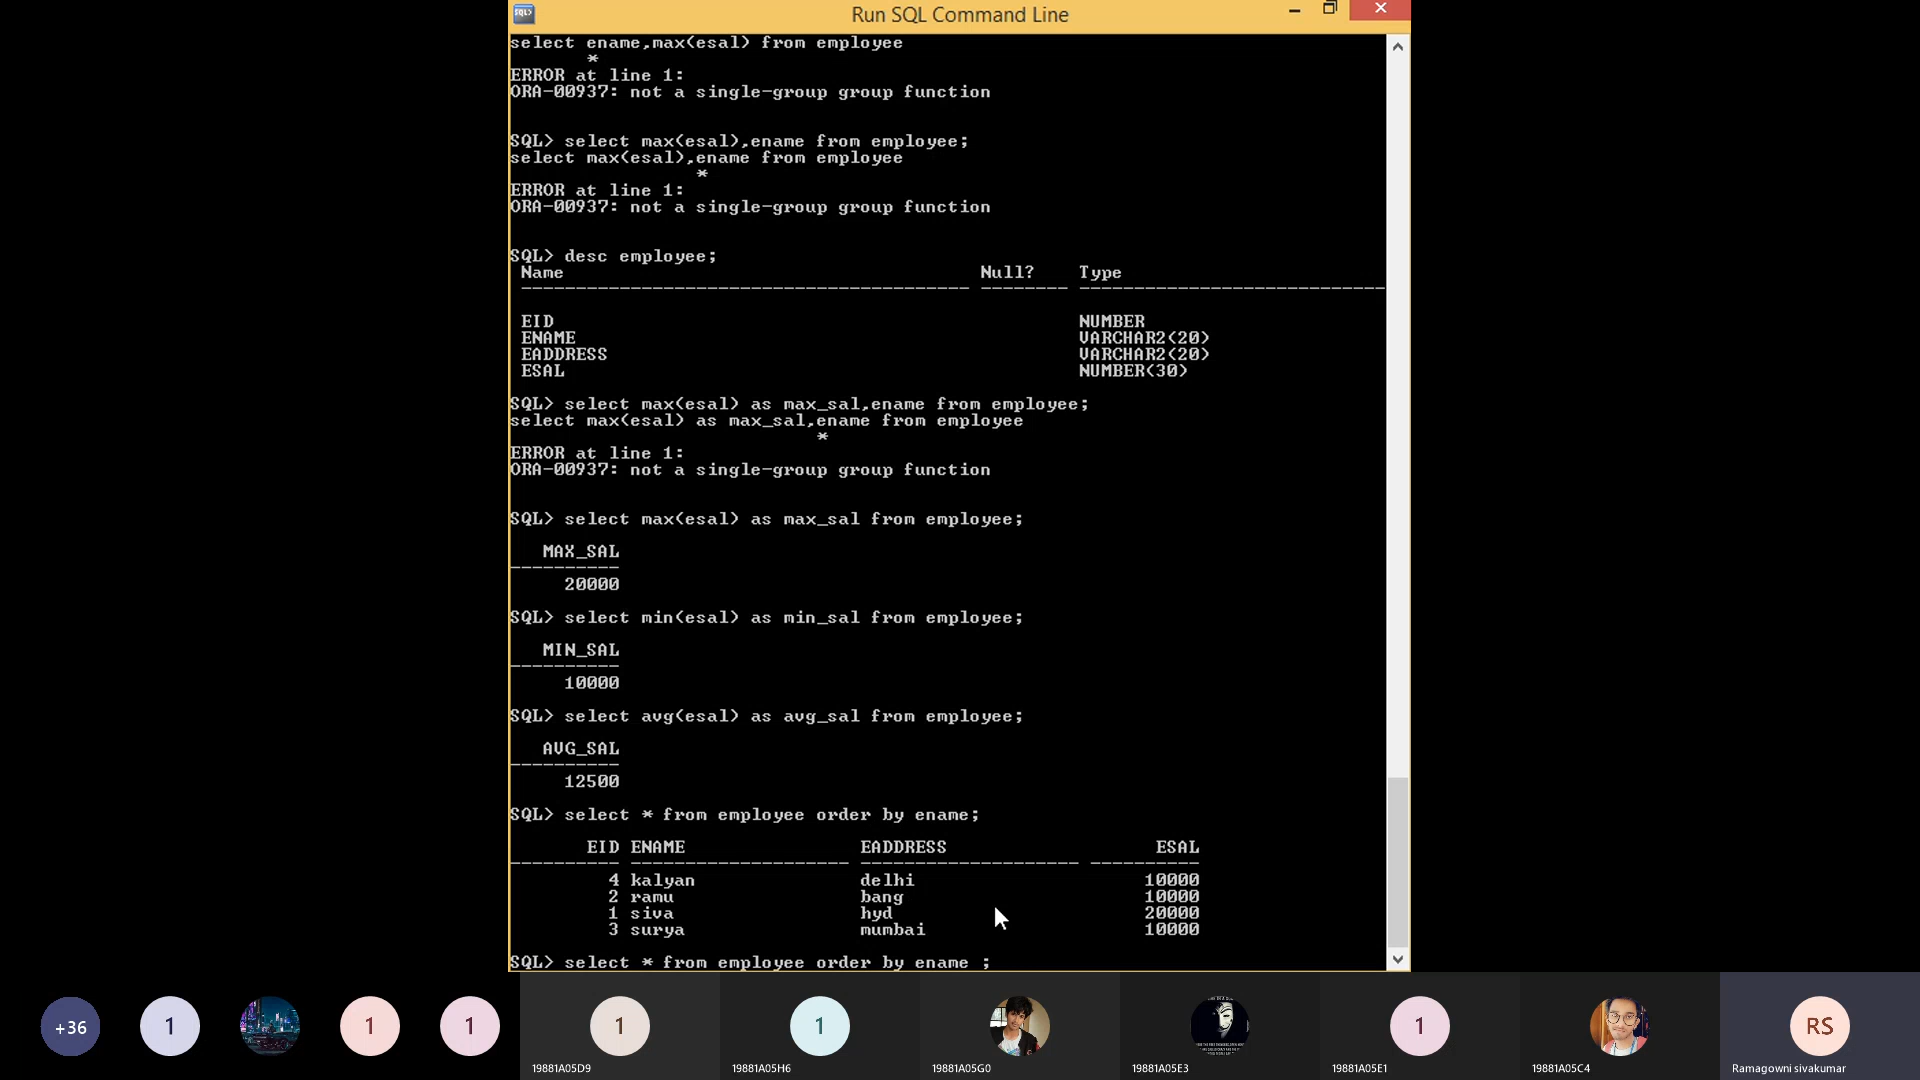 Run SQL Command Line
select ename,max(esal) from employee
*
ERROR at line 1:
ORA-00937: not a single-group group function
SQL> select max(esal),ename from employee;
select max(esal),ename from employee
*
ERROR at line 1:
ORA-00937: not a single-group group function
SQL> desc employee;
Name Null? Type
EID NUMBER
ENAME VARCHAR2(20)
EADDRESS VARCHAR2(20)
ESAL NUMBER(30)
SQL> select max(esal) as max_sal,ename from employee;
select max(esal) as max_sal,ename from employee
*
ERROR at line 1:
ORA-00937: not a single-group group function
SQL> select max(esal) as max_sal from employee;
MAX_SAL
----------
20000
SQL> select min(esal) as min_sal from employee;
MIN_SAL
----------
10000
SQL> select avg(esal) as avg_sal from employee;
AVG_SAL
----------
12500
SQL> select * from employee order by ename;
EID ENAME EADDRESS ESAL
---------- -------------------- -------------------- ----------
4 kalyan delhi 10000
2 ramu bang 10000
1 siva hyd 20000
3 surya mumbai 10000
SQL> select * from employee order by ename ;
+36 1 1 1 1 1 1 RS
19881A05D9 19881A05H6 19881A05G0 19881A05E3 19881A05E1 19881A05C4 Ramagowni sivakumar